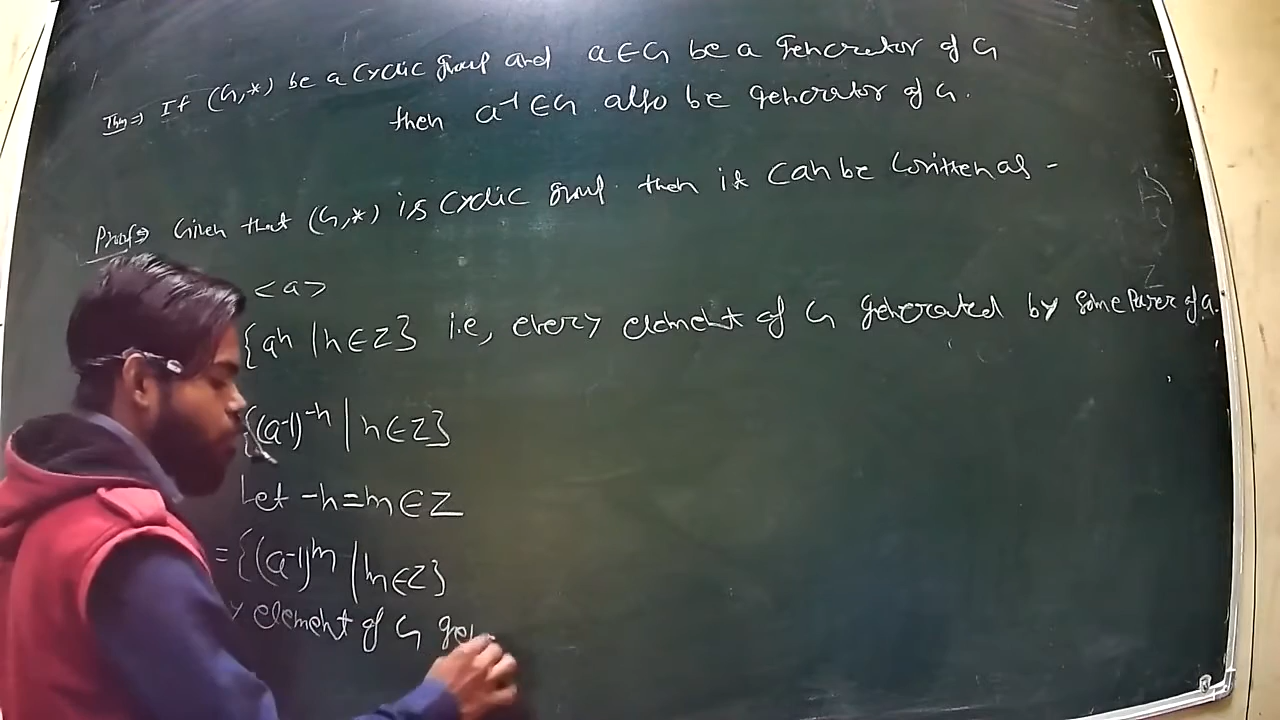 Thm⇒ If (G,*) be a Cyclic group and a∈G be a Generator of G
then a⁻¹∈G also be generator of G.
Proof⇒ Given that (G,*) is Cyclic group. then it Can be Written as -
<a>
{aⁿ | n∈Z} i.e, every element of G generated by Some Power of a.
{(a⁻¹)⁻ⁿ | n∈Z}
Let -n=m∈Z
={(a⁻¹)ᵐ | m∈Z}
y element of G gen